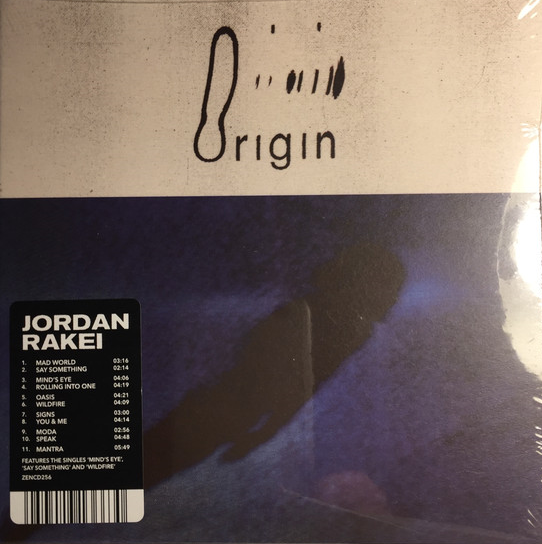 Origin
JORDAN
RAKEI
1. MAD WORLD 03:16
2. SAY SOMETHING 02:14
3. MIND'S EYE 04:06
4. ROLLING INTO ONE 04:19
5. OASIS 04:21
6. WILDFIRE 04:09
7. SIGNS 03:00
8. YOU & ME 04:14
9. MODA 02:56
10. SPEAK 04:48
11. MANTRA 05:49
FEATURES THE SINGLES 'MIND'S EYE',
'SAY SOMETHING' AND 'WILDFIRE'
ZENCD256